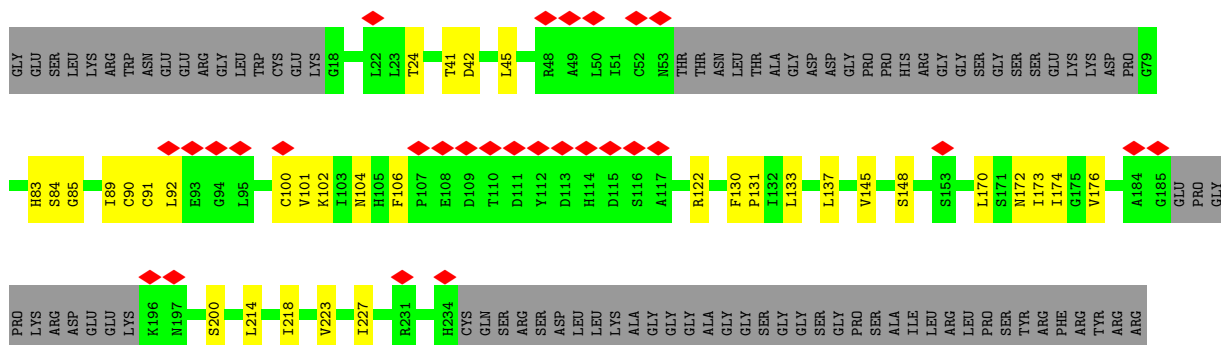 GLY GLU SER LEU LYS ARG TRP ASN GLU GLU ARG GLY LEU TRP CYS GLU LYS G18 L22 L23 T24 T41 D42 L45 R48 A49 L50 I51 C52 N53 THR THR ASN LEU THR ALA GLY ASP ASP GLY PRO PRO HIS ARG GLY GLY SER GLY SER SER GLU LYS LYS ASP PRO G79
H83 S84 G85 I89 C90 C91 L92 E93 G94 L95 C100 V101 K102 I103 N104 H105 F106 P107 E108 D109 T110 D111 Y112 D113 H114 D115 S116 A117 R122 F130 P131 I132 L133 L137 V145 S148 S153 L170 S171 N172 I173 I174 G175 V176 A184 G185 GLU PRO GLY
PRO LYS ARG ASP GLU GLU LYS K196 N197 S200 L214 I218 V223 I227 R231 H234 CYS GLN SER ARG SER ASP LEU LEU LYS ALA GLY GLY GLY ALA GLY GLY SER GLY GLY SER GLY PRO SER ALA ILE LEU ARG LEU PRO SER TYR ARG PHE ARG TYR ARG ARG